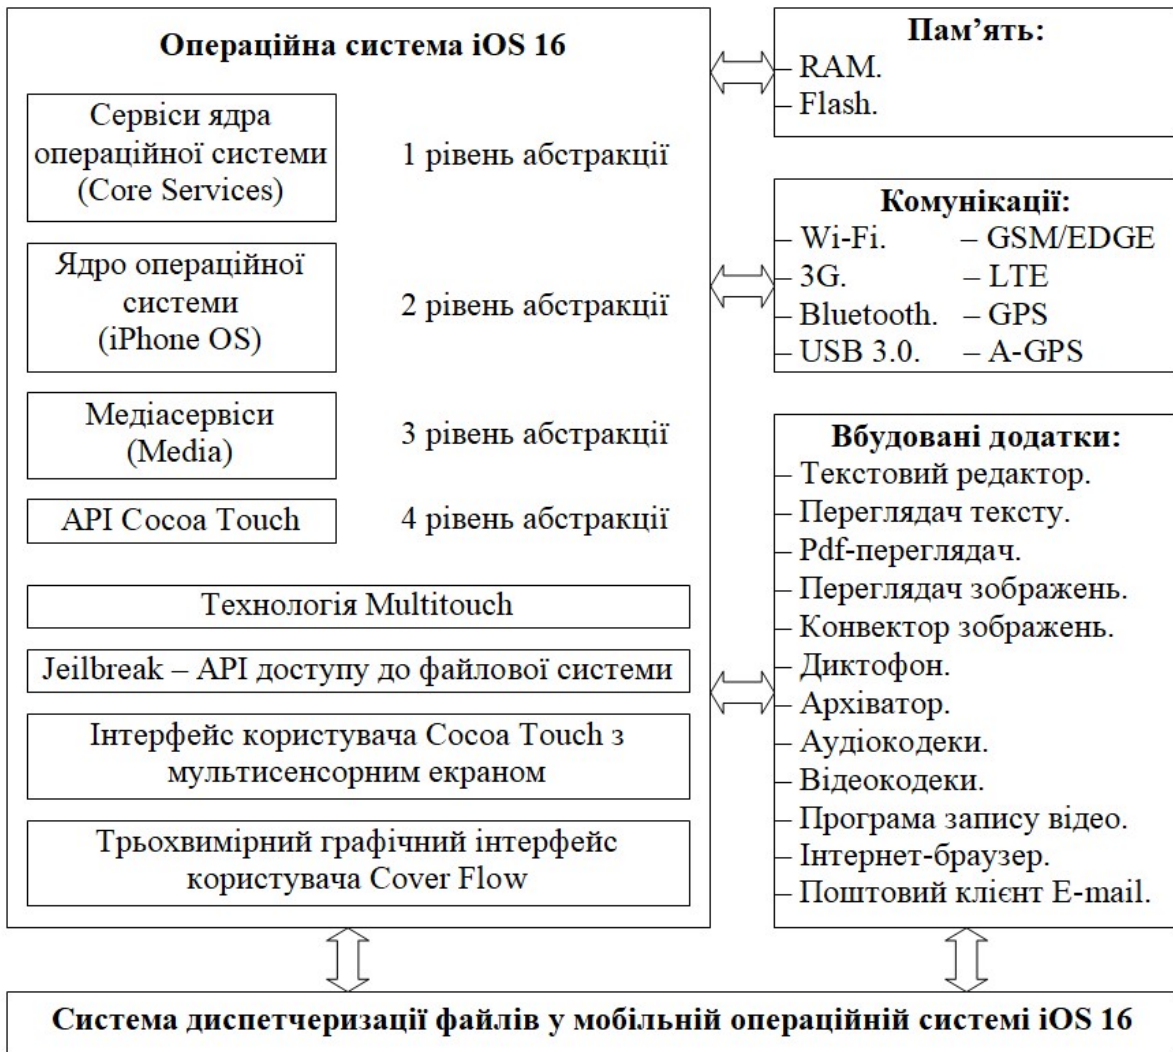 Операційна система iOS 16
Сервіси ядра
операційної системи
(Core Services)
1 рівень абстракції
Ядро операційної
системи
(iPhone OS)
2 рівень абстракції
Медіасервіси
(Media)
3 рівень абстракції
АРІ Cocoa Touch
4 рівень абстракції
Технологія Multitouch
Jeilbreak – АРІ доступу до файлової системи
Інтерфейс користувача Cocoa Touch з
мультисенсорним екраном
Трьохвимірний графічний інтерфейс
користувача Cover Flow
Пам’ять:
– RAM.
– Flash.
Комунікації:
– Wi-Fi. – GSM/EDGE
– 3G. – LTE
– Bluetooth. – GPS
– USB 3.0. – A-GPS
Вбудовані додатки:
– Текстовий редактор.
– Переглядач тексту.
– Pdf-переглядач.
– Переглядач зображень.
– Конвектор зображень.
– Диктофон.
– Архіватор.
– Аудіокодеки.
– Відеокодеки.
– Програма запису відео.
– Інтернет-браузер.
– Поштовий клієнт E-mail.
Система диспетчеризації файлів у мобільній операційній системі iOS 16